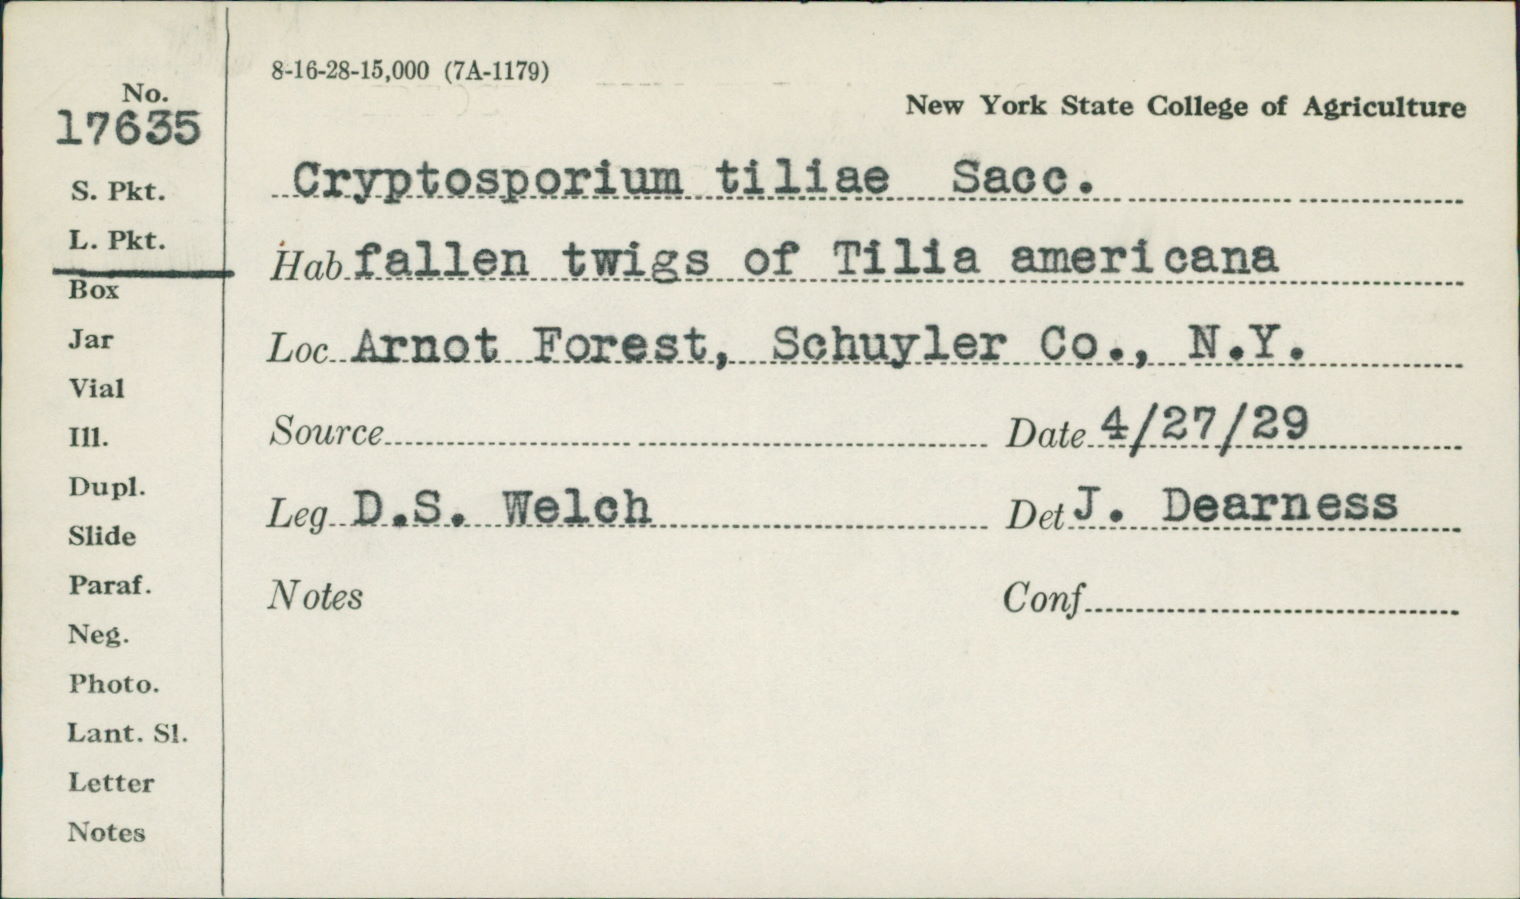 8-16-28-15,000 (7A-1179)
New York State College of Agriculture
No.
17635
S. Pkt.
L. Pkt.
Box
Jar
Vial
Ill.
Dupl.
Slide
Paraf.
Neg.
Photo.
Lant. Sl.
Letter
Notes
Cryptosporium tiliae Sacc.
Hab fallen twigs of Tilia americana
Loc Arnot Forest, Schuyler Co., N.Y.
Source Date 4/27/29
Leg D.S. Welch Det J. Dearness
Notes Conf